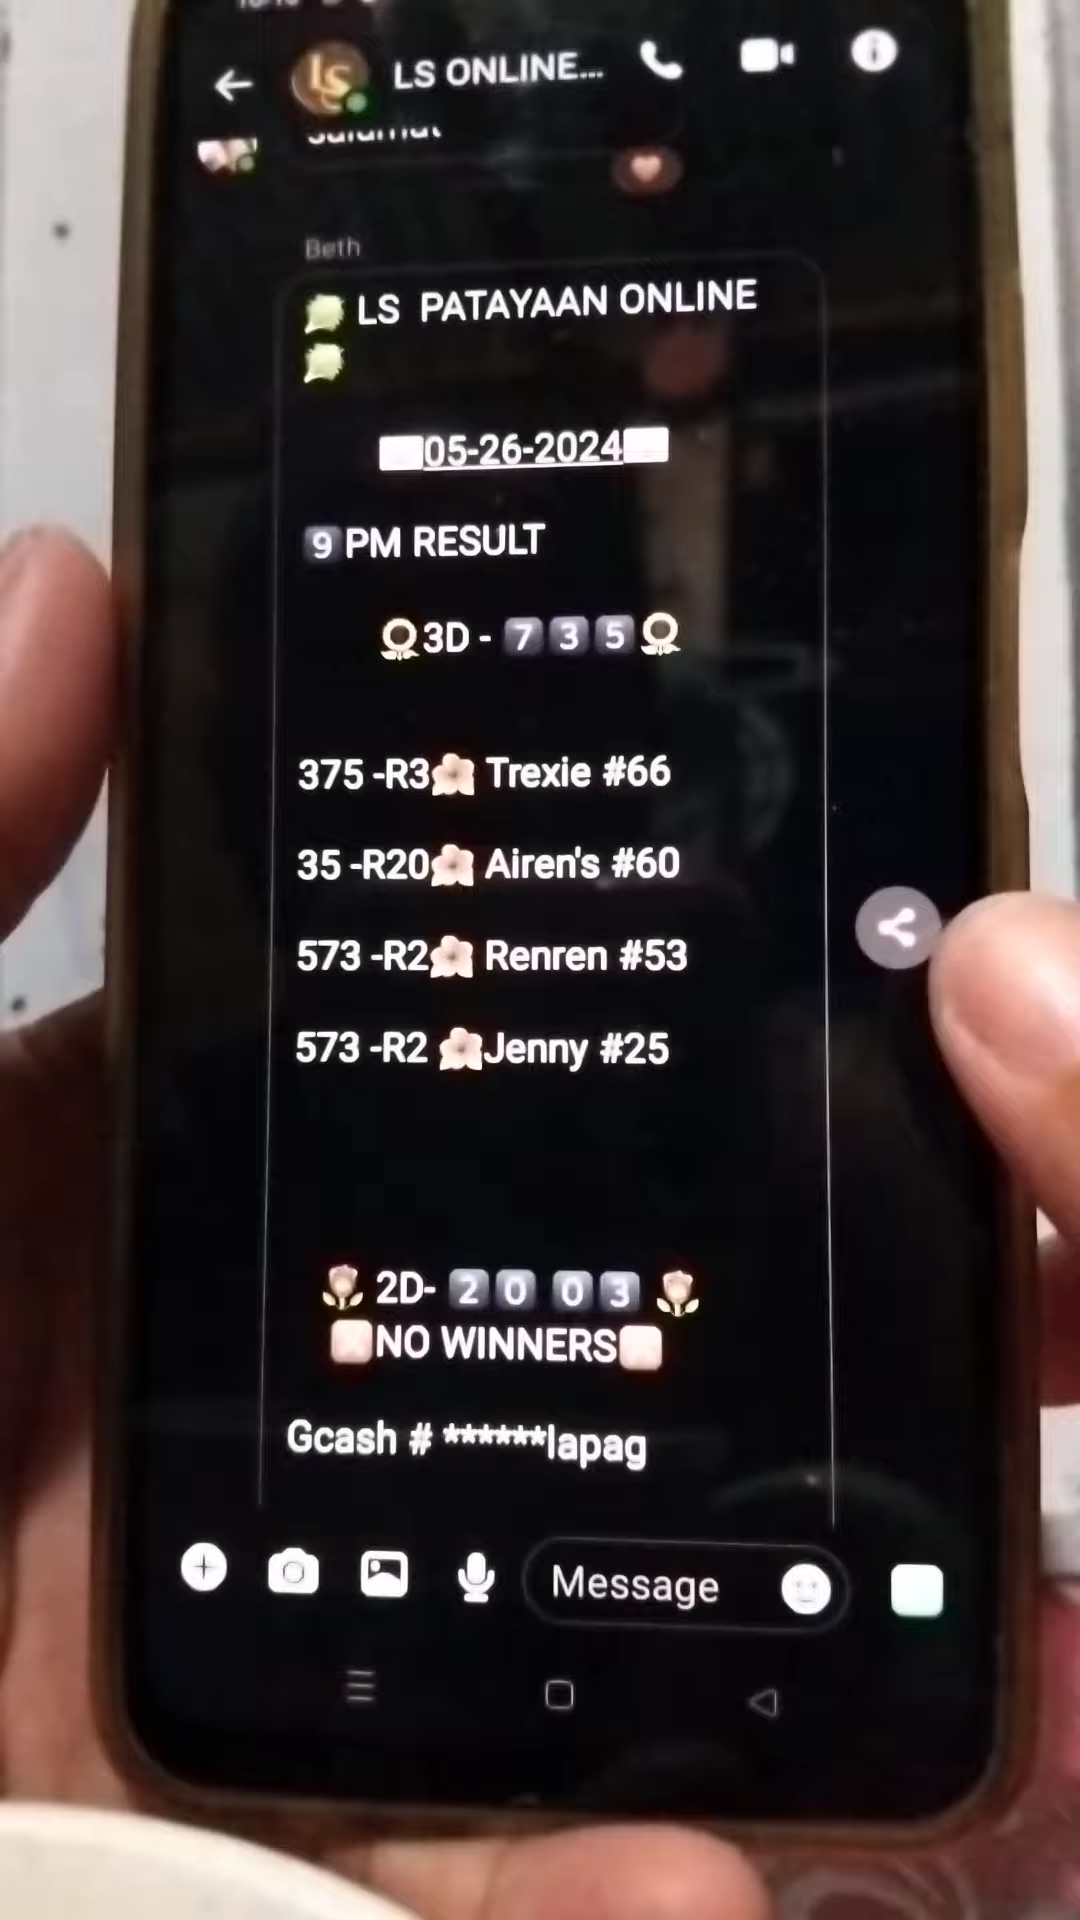 LS ONLINE...
Beth
LS PATAYAAN ONLINE
05-26-2024
9 PM RESULT
3D - 7 3 5
375 -R3 Trexie #66
35 -R20 Airen's #60
573 -R2 Renren #53
573 -R2 Jenny #25
2D- 2 0 0 3
NO WINNERS
Gcash # ******lapag
Message